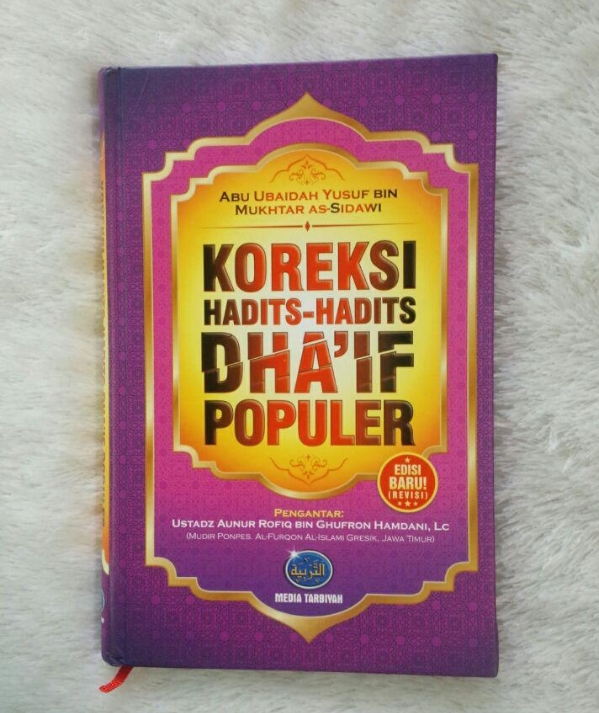 ABU UBAIDAH YUSUF BIN
MUKHTAR AS-SIDAWI
KOREKSI
HADITS-HADITS
DHA'IF
POPULER
EDISI
BARU!
(REVISI)
PENGANTAR:
USTADZ AUNUR ROFIQ BIN GHUFRON HAMDANI, LC
(MUDIR PONPES. AL-FURQON AL-ISLAMI GRESIK, JAWA TIMUR)
التربية
MEDIA TARBIYAH